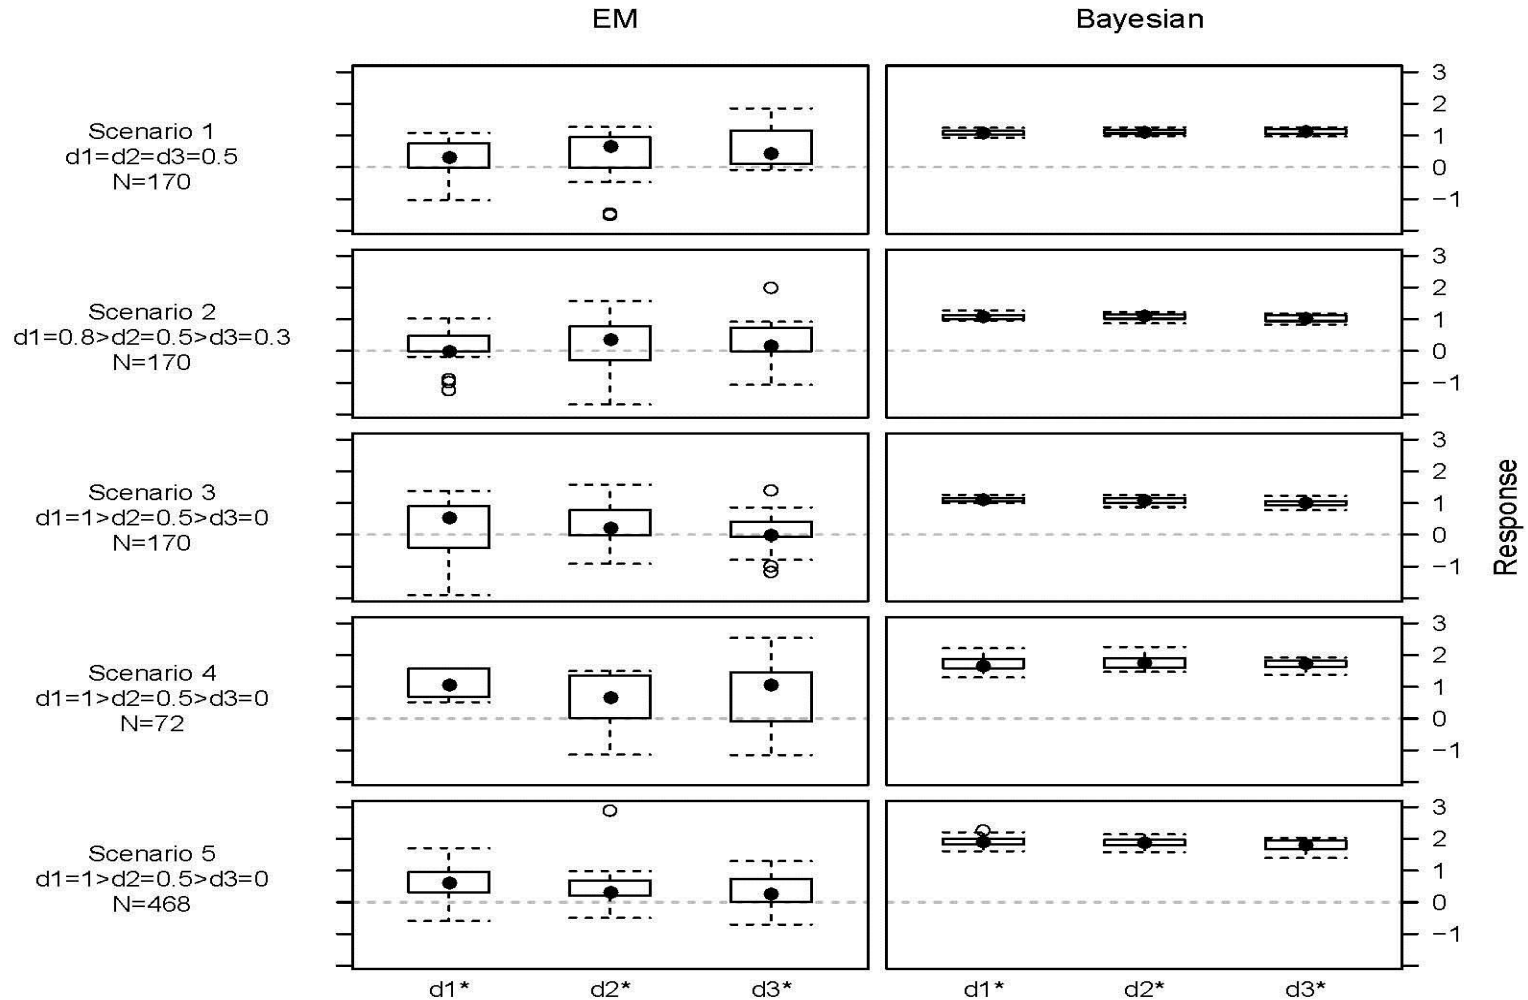 EM Bayesian
Scenario 1
d1=d2=d3=0.5
N=170
3
2
1
0
−1
Scenario 2
d1=0.8>d2=0.5>d3=0.3
N=170
3
2
1
0
−1
Scenario 3
d1=1>d2=0.5>d3=0
N=170
3
2
1
0
−1
Scenario 4
d1=1>d2=0.5>d3=0
N=72
3
2
1
0
−1
Scenario 5
d1=1>d2=0.5>d3=0
N=468
3
2
1
0
−1
Response
d1* d2* d3* d1* d2* d3*